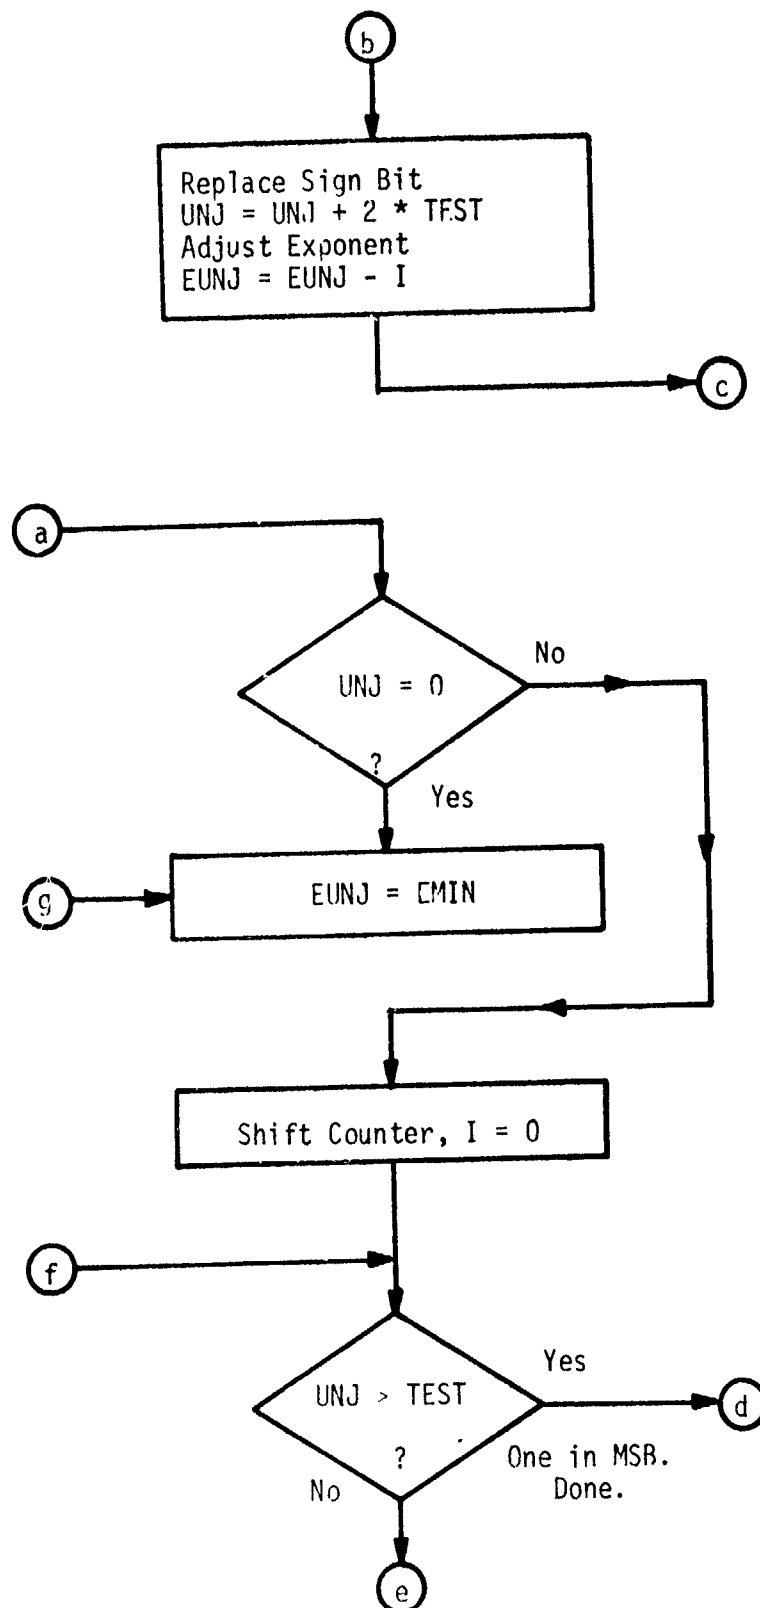 b
Replace Sign Bit
UNJ = UNJ + 2 * TEST
Adjust Exponent
EUNJ = EUNJ - I
c
a
No
UNJ = 0
?
Yes
g
EUNJ = EMIN
Shift Counter, I = 0
f
Yes
UNJ > TEST
d
?
One in MSB.
No
Done.
e